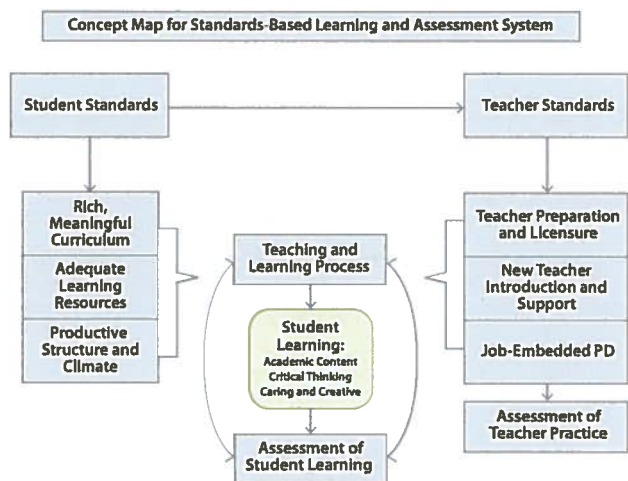 Concept Map for Standards-Based Learning and Assessment System
Student Standards
Teacher Standards
Rich,
Meaningful
Curriculum
Adequate
Learning
Resources
Productive
Structure and
Climate
Teaching and
Learning Process
Student
Learning:
Academic Content
Critical Thinking
Caring and Creative
Assessment of
Student Learning
Teacher Preparation
and Licensure
New Teacher
Introduction and
Support
Job-Embedded PD
Assessment of
Teacher Practice